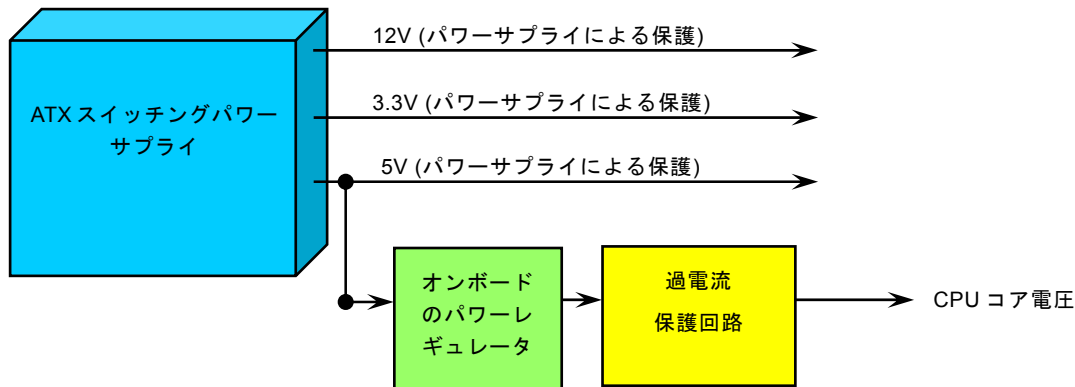 12V (パワーサプライによる保護)
3.3V (パワーサプライによる保護)
ATX スイッチングパワー
サプライ
5V (パワーサプライによる保護)
オンボード
のパワーレ
ギュレータ
過電流
保護回路
CPU コア電圧